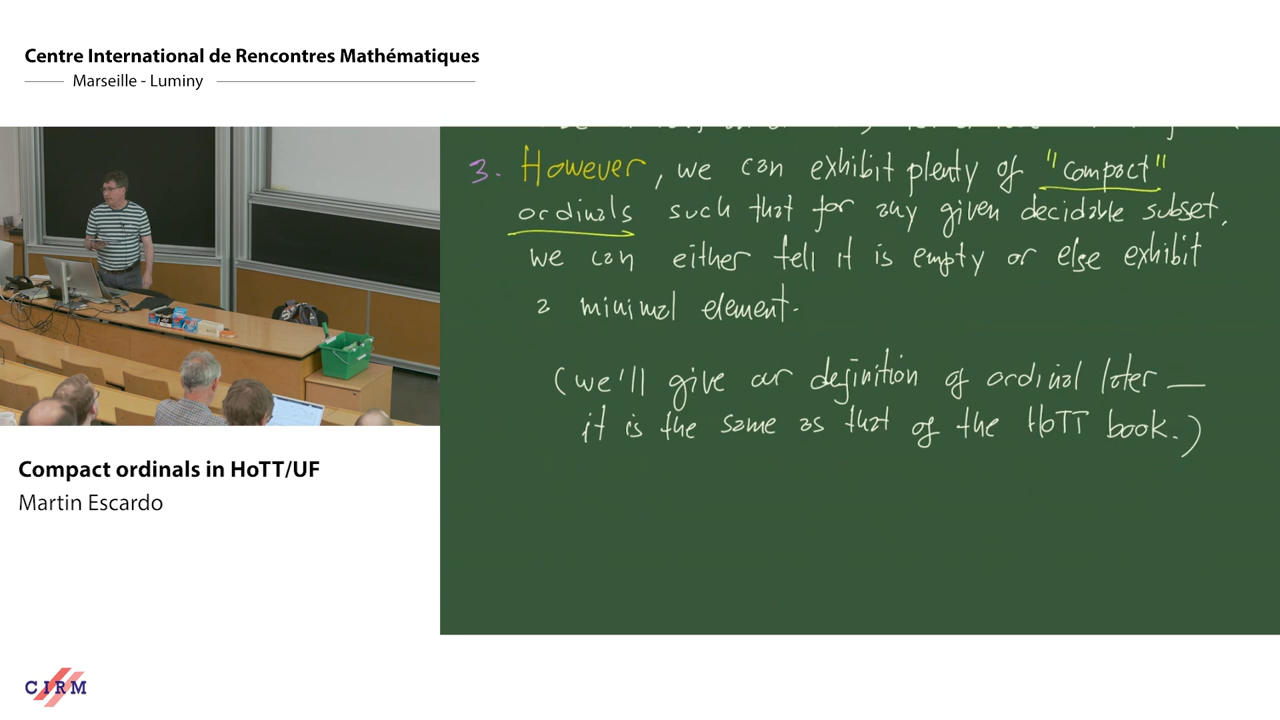 Centre International de Rencontres Mathématiques
Marseille - Luminy
3. However, we can exhibit plenty of "compact"
ordinals such that for any given decidable subset,
we can either tell it is empty or else exhibit
a minimal element.
(we'll give our definition of ordinal later —
it is the same as that of the HoTT book.)
Compact ordinals in HoTT/UF
Martin Escardo
CIRM